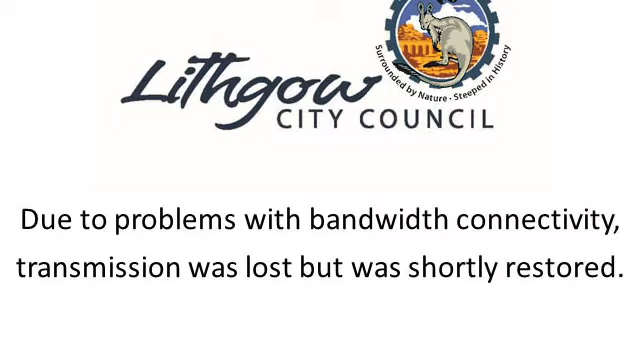 Surrounded by Nature - Steeped in History
Lithgow
CITY COUNCIL
Due to problems with bandwidth connectivity,
transmission was lost but was shortly restored.